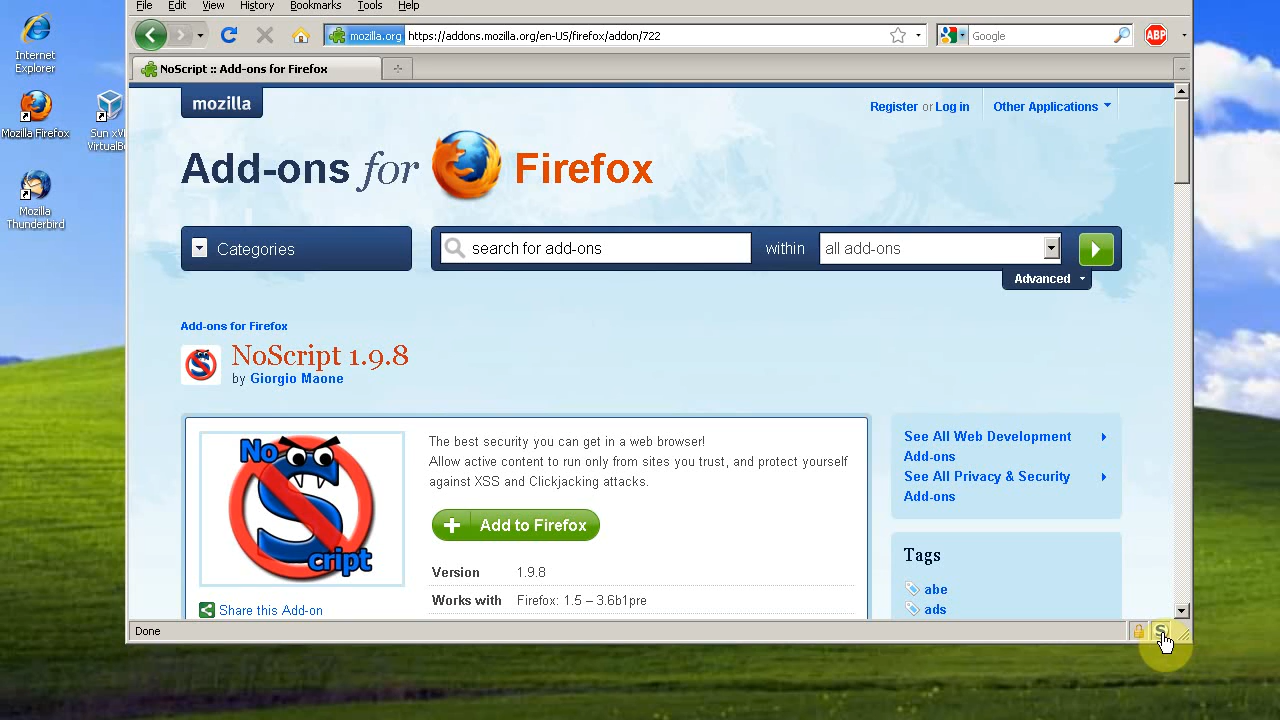 File Edit View History Bookmarks Tools Help
Internet
Explorer
mozilla.org https://addons.mozilla.org/en-US/firefox/addon/722
Google
ABP
NoScript :: Add-ons for Firefox
Mozilla Firefox
Sun xVM
VirtualBo
mozilla
Register or Log in
Other Applications
Add-ons for Firefox
Mozilla
Thunderbird
Categories
search for add-ons
within
all add-ons
Advanced
Add-ons for Firefox
NoScript 1.9.8
by Giorgio Maone
No
S
cript
The best security you can get in a web browser!
Allow active content to run only from sites you trust, and protect yourself
against XSS and Clickjacking attacks.
Add to Firefox
Version 1.9.8
Works with Firefox: 1.5 – 3.6b1pre
Share this Add-on
See All Web Development
Add-ons
See All Privacy & Security
Add-ons
Tags
abe
ads
Done
S